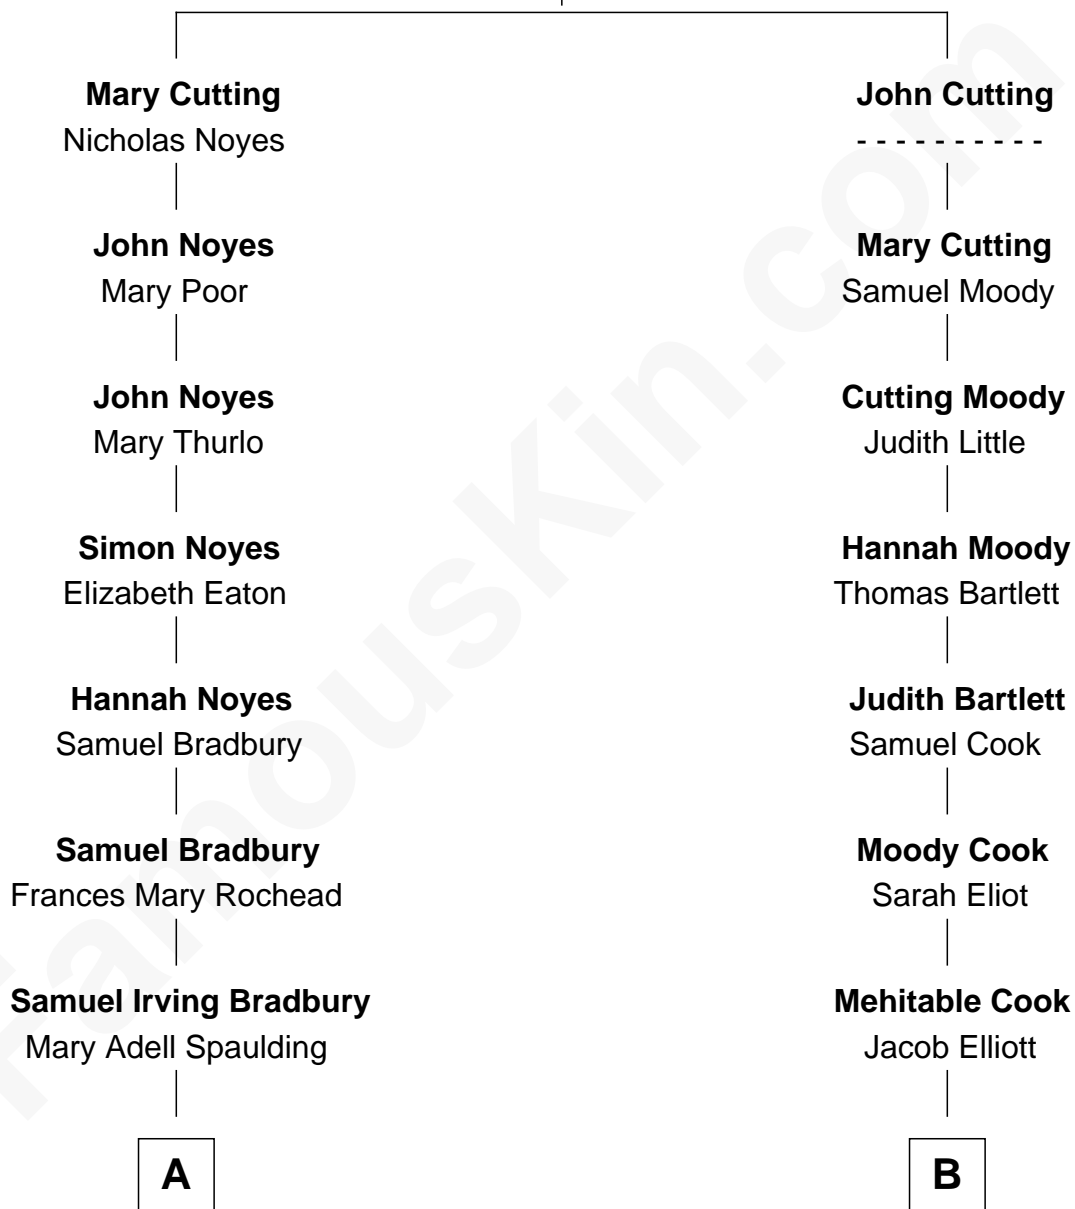 Mary Cutting
Nicholas Noyes
John Cutting
- - - - - - - - - -
John Noyes
Mary Poor
Mary Cutting
Samuel Moody
John Noyes
Mary Thurlo
Cutting Moody
Judith Little
Simon Noyes
Elizabeth Eaton
Hannah Moody
Thomas Bartlett
Hannah Noyes
Samuel Bradbury
Judith Bartlett
Samuel Cook
Samuel Bradbury
Frances Mary Rochead
Moody Cook
Sarah Eliot
Samuel Irving Bradbury
Mary Adell Spaulding
Mehitable Cook
Jacob Elliott
A
B
FamousKin.com